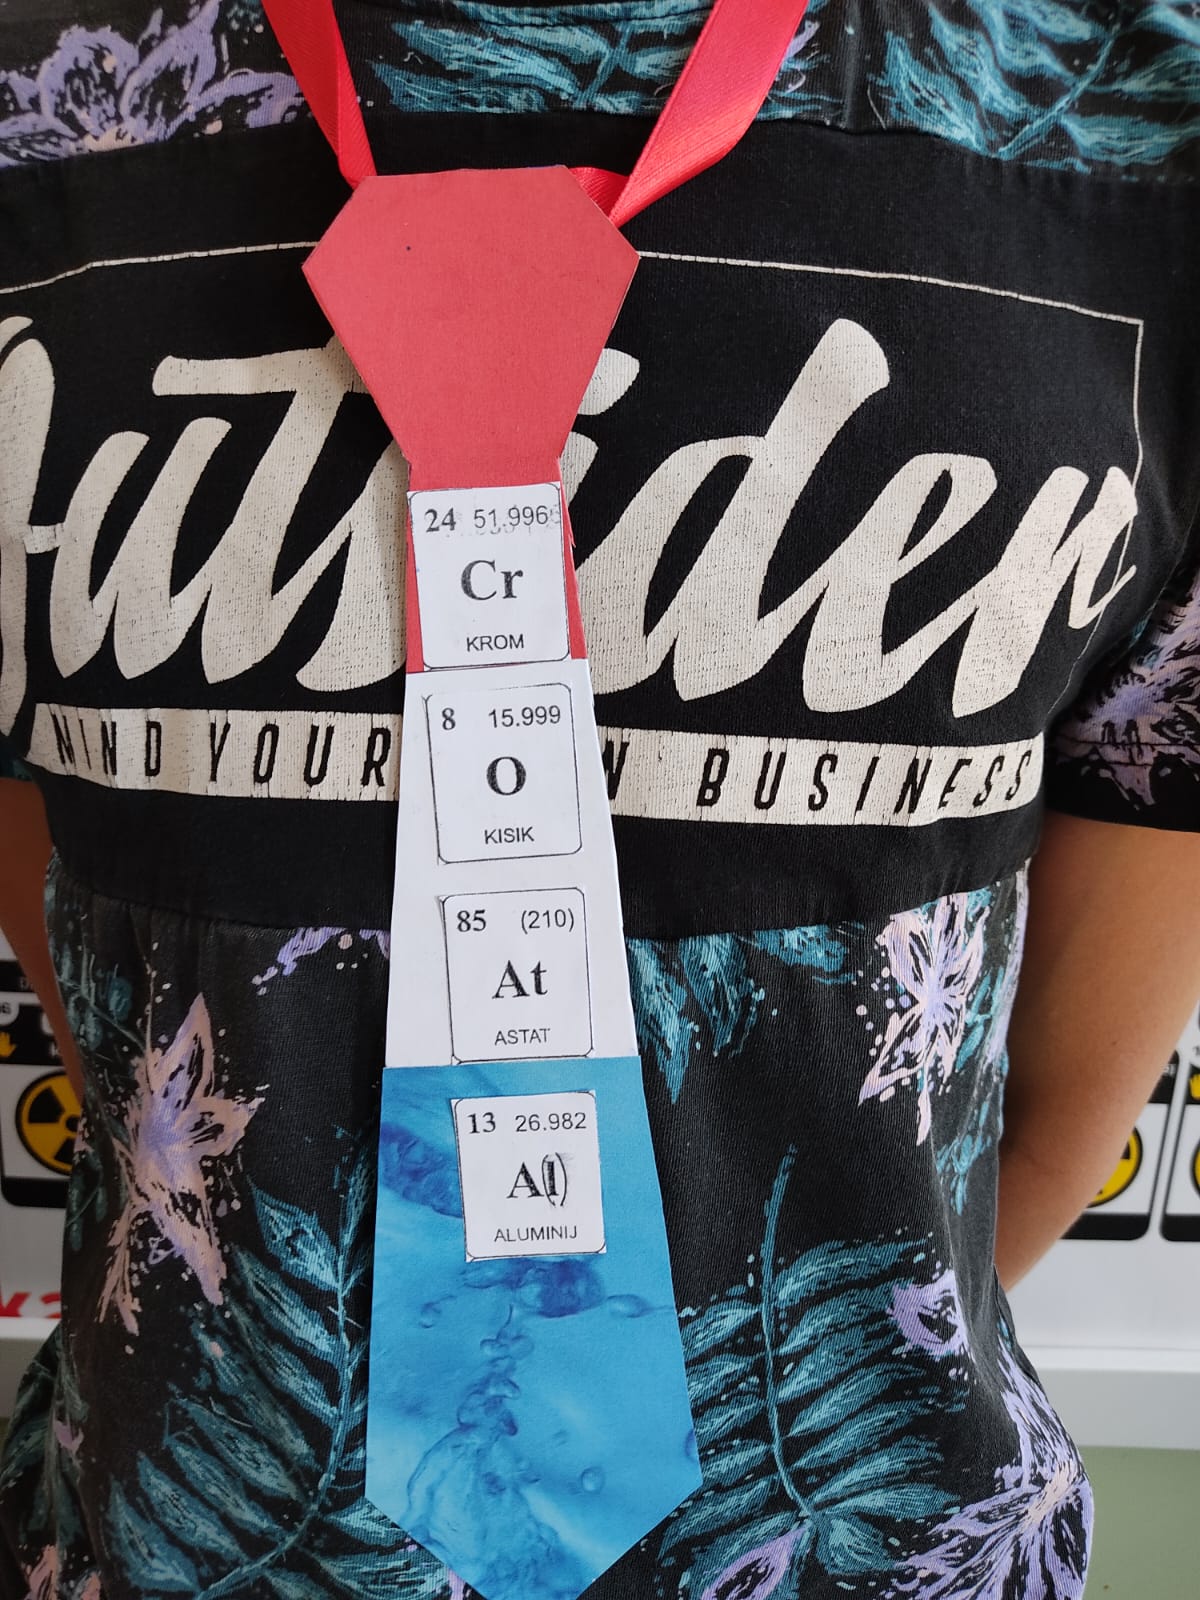 Outsider
MIND YOUR N BUSINESS
24 51.996
Cr
KROM
8 15.999
O
KISIK
85 (210)
At
ASTAT
13 26.982
A(l)
ALUMINIJ